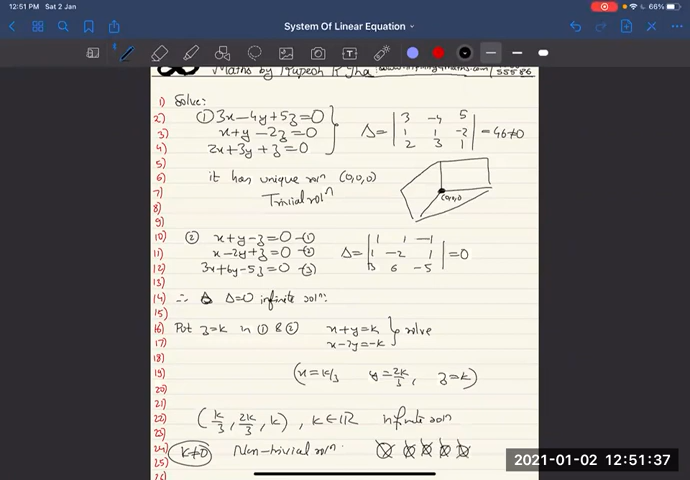 12:51 PM Sat 2 Jan
66%
System Of Linear Equation
Maths by Rupesh R Jha
55586
1) Solve:
2) ① 3x-4y+5z=0
3) x+y-2z=0
4) 2x+3y+z=0
Δ= | 3 -4 5 |
| 1 1 -2 | =46≠0
| 2 3 1 |
5)
6) it has unique soln (0,0,0)
7) Trivial soln
(0,0,0)
8)
9)
10) ② x+y-z=0 -①
11) x-2y+z=0 -②
12) 3x+6y-5z=0 -③
Δ= | 1 1 -1 |
| 1 -2 1 | =0
| 3 6 -5 |
13)
14) ∴ Δ=0 infinite soln.
15)
16) Put z=k in ① & ② x+y=k } solve
17) x-2y=-k
18)
19) (x=k/3 y=2k/3, z=k)
20)
21)
22) (k/3, 2k/3, k), k∈ℝ infinite soln
23)
24) k≠0 Non-trivial soln.
25)
26)
2021-01-02 12:51:37